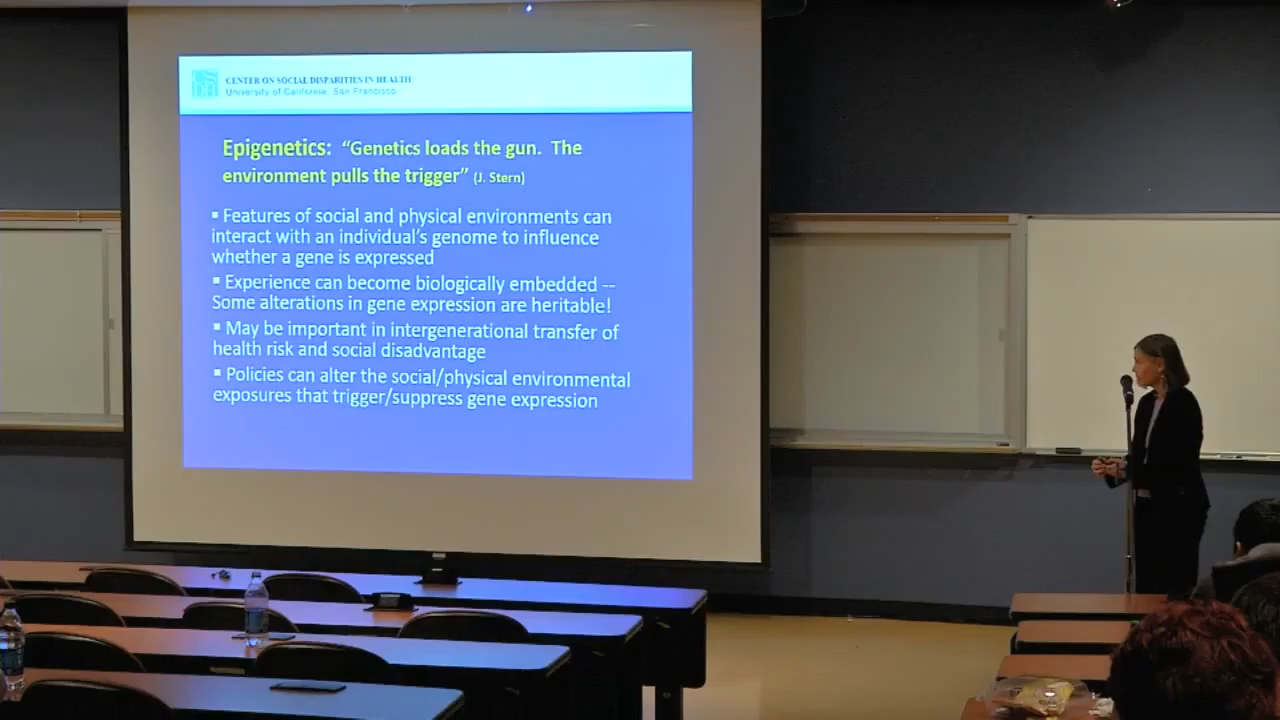 CENTER ON SOCIAL DISPARITIES IN HEALTH
University of California, San Francisco
Epigenetics: “Genetics loads the gun. The
environment pulls the trigger” (J. Stern)
▪ Features of social and physical environments can
interact with an individual’s genome to influence
whether a gene is expressed
▪ Experience can become biologically embedded --
Some alterations in gene expression are heritable!
▪ May be important in intergenerational transfer of
health risk and social disadvantage
▪ Policies can alter the social/physical environmental
exposures that trigger/suppress gene expression